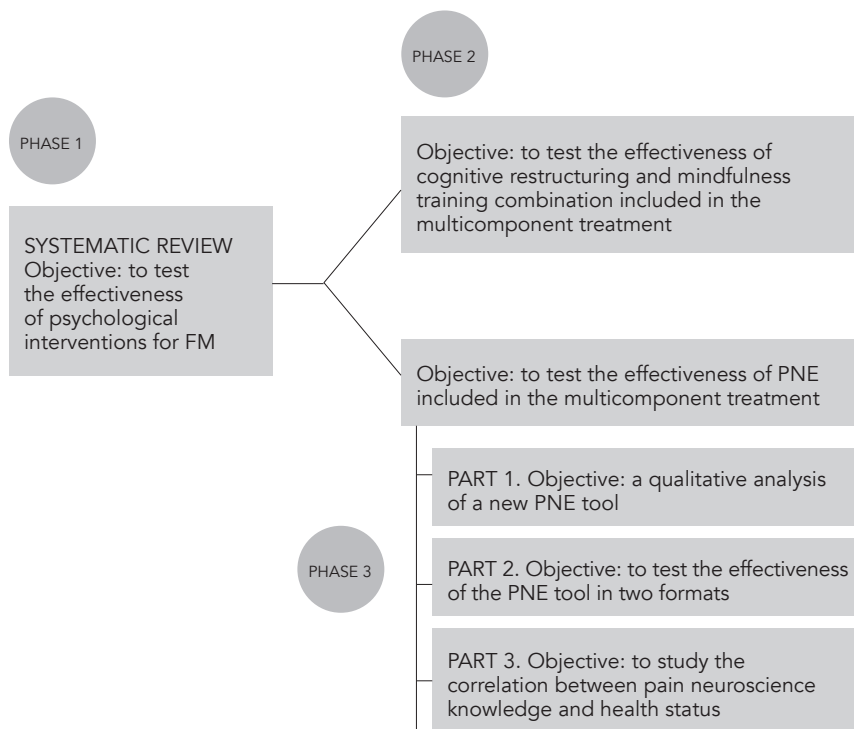 PHASE 1
SYSTEMATIC REVIEW
Objective: to test
the effectiveness
of psychological
interventions for FM
PHASE 2
Objective: to test the effectiveness of
cognitive restructuring and mindfulness
training combination included in the
multicomponent treatment
Objective: to test the effectiveness of PNE
included in the multicomponent treatment
PHASE 3
PART 1. Objective: a qualitative analysis
of a new PNE tool
PART 2. Objective: to test the effectiveness
of the PNE tool in two formats
PART 3. Objective: to study the
correlation between pain neuroscience
knowledge and health status